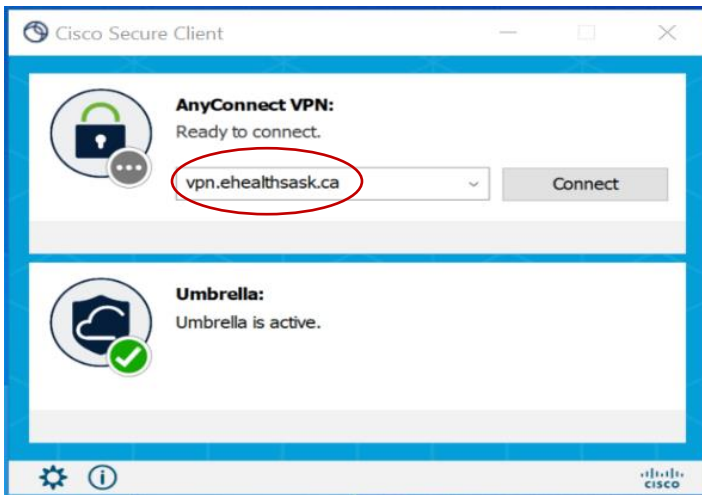 Cisco Secure Client
AnyConnect VPN:
Ready to connect.
vpn.ehealthsask.ca
Connect
Umbrella:
Umbrella is active.
CISCO